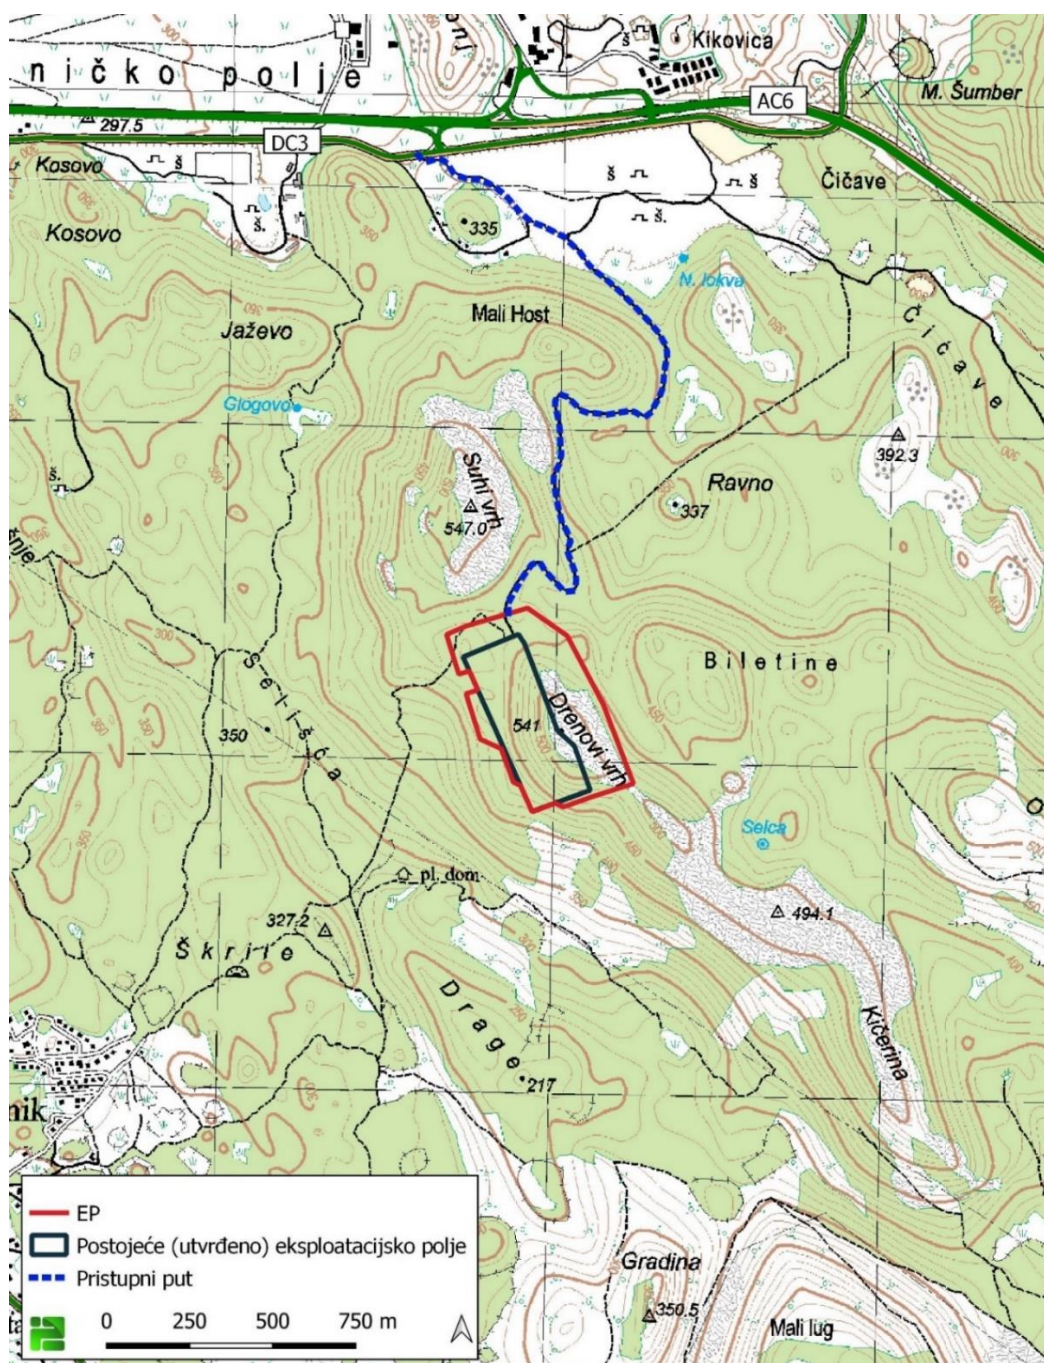 ničko polje
Kikovica
AC6
M. Šumber
297.5
DC3
Kosovo
š
š
š
š.
š.
Čičave
335
Kosovo
N. lokva
300
Mali Host
Jaževo
Čičave
Glogovo
392.3
Suhi vrh
Ravno
337
š.
547.0
Selišća
Biletine
541
Drenovi vrh
350
Selca
pl. dom
494.1
327.2
Škrile
Drage
Kičerina
217
nik
EP
Postojeće (utvrđeno) eksploatacijsko polje
Pristupni put
0 250 500 750 m
Gradina
350.5
Mali lug